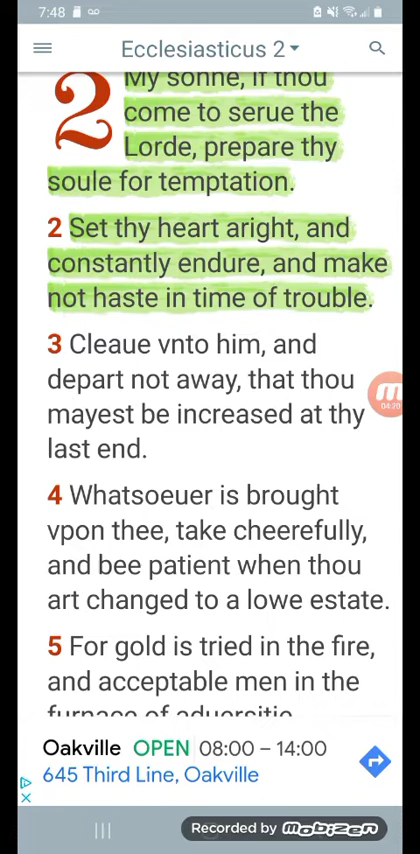 7:48
Ecclesiasticus 2
2 My sonne, if thou
come to serue the
Lorde, prepare thy
soule for temptation.
2 Set thy heart aright, and
constantly endure, and make
not haste in time of trouble.
3 Cleaue vnto him, and
depart not away, that thou
mayest be increased at thy
last end.
4 Whatsoeuer is brought
vpon thee, take cheerefully,
and bee patient when thou
art changed to a lowe estate.
5 For gold is tried in the fire,
and acceptable men in the
furnace of aduersitie
m
04:20
Oakville OPEN 08:00 – 14:00
645 Third Line, Oakville
Recorded by mobizen